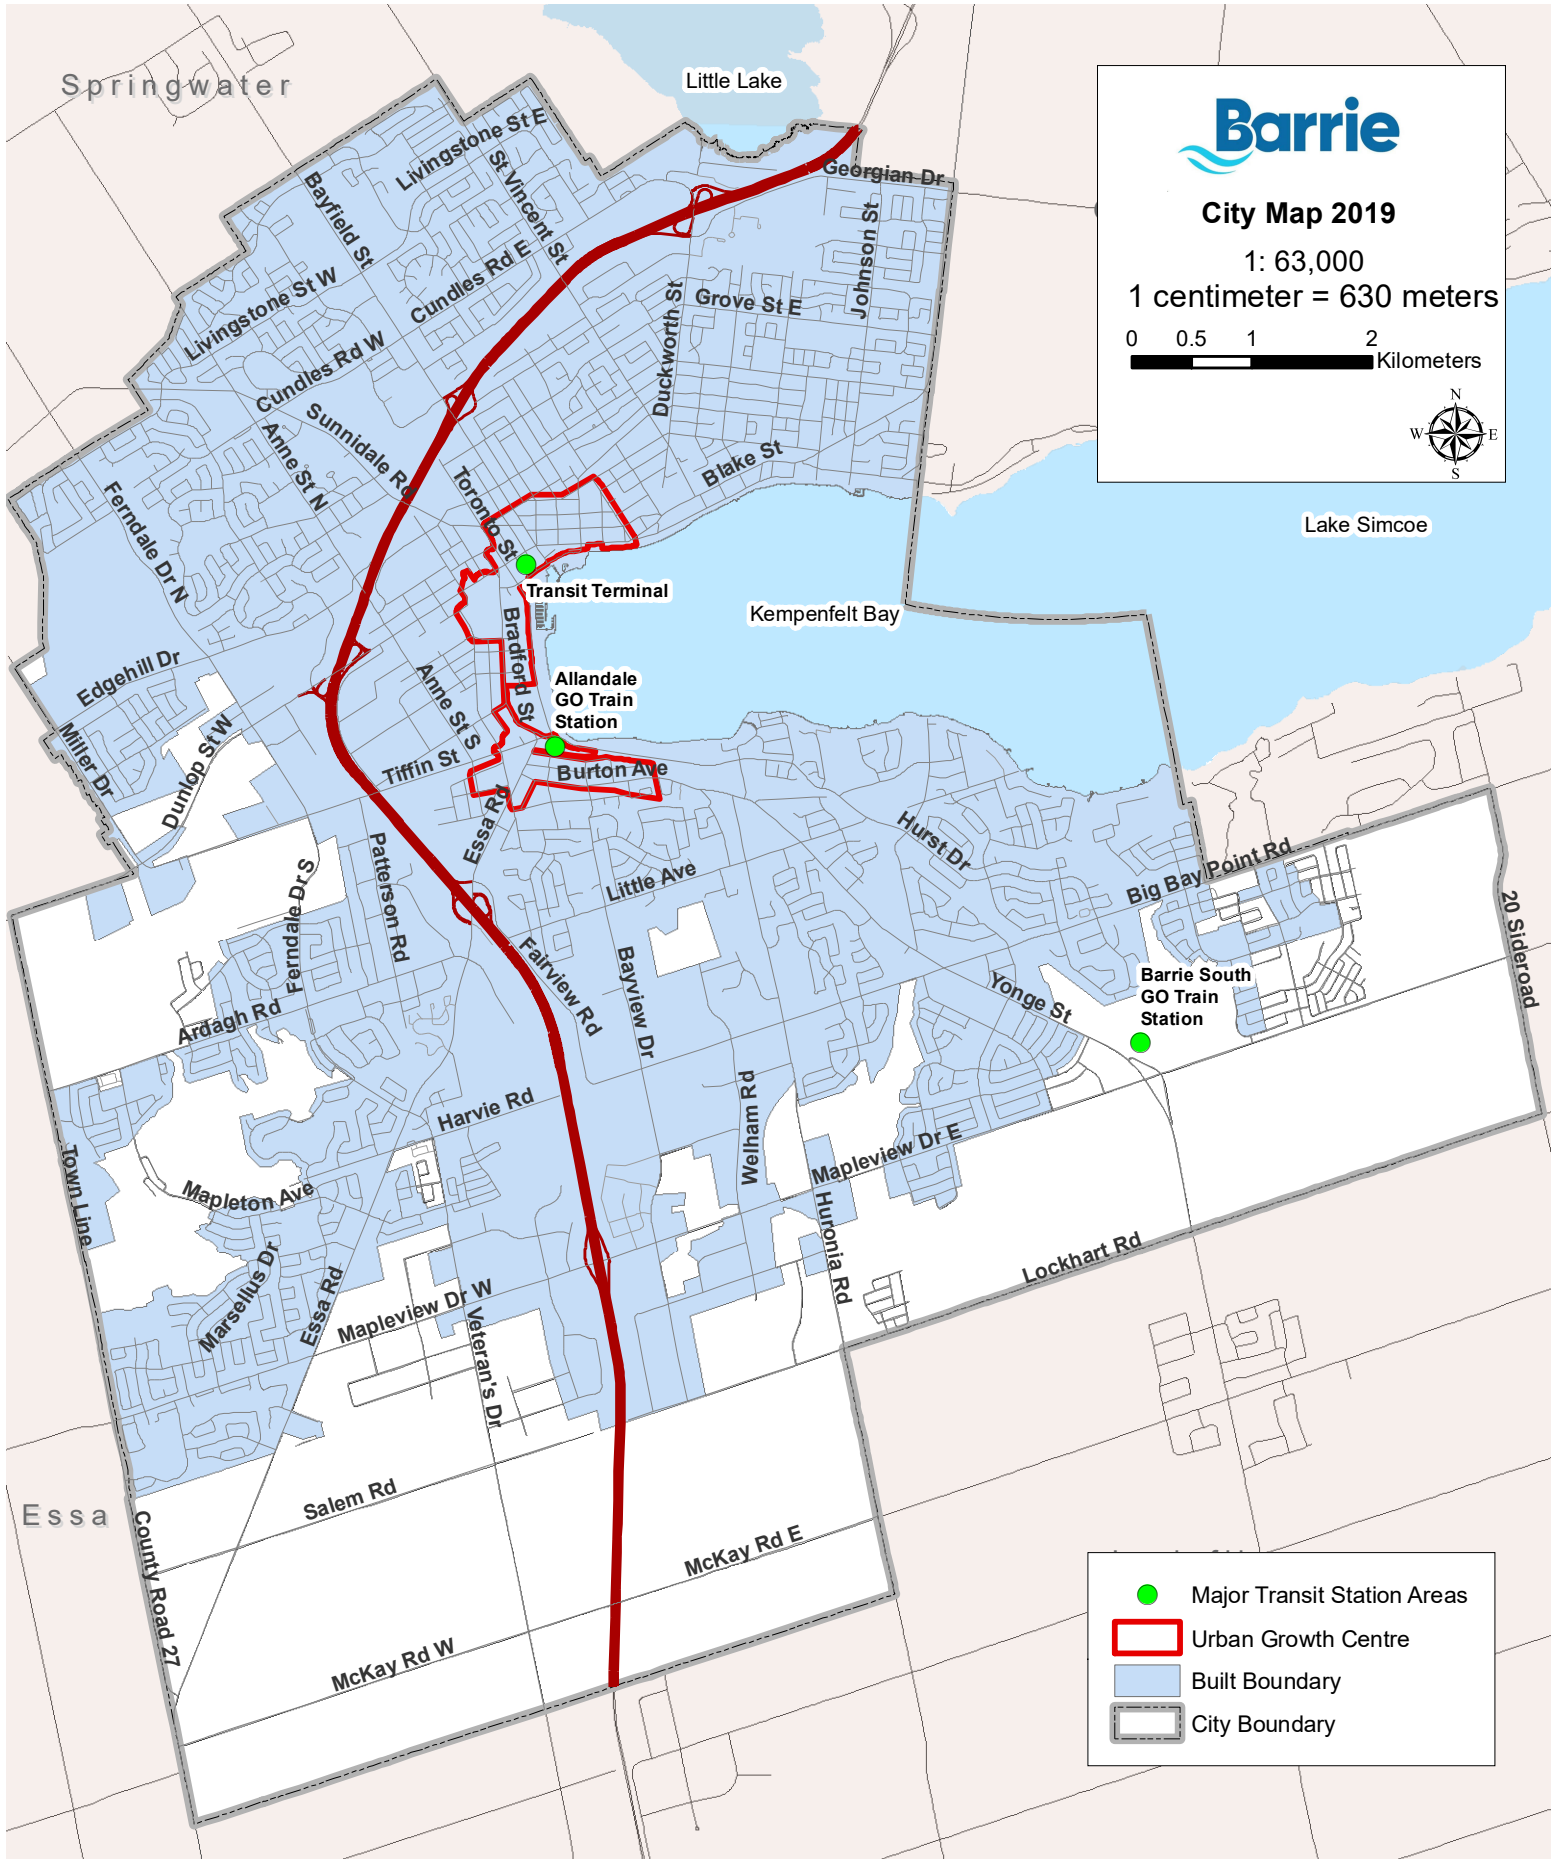 Springwater
Little Lake
Barrie
City Map 2019
1: 63,000
1 centimeter = 630 meters
0 0.5 1 2
Kilometers
N
W E
S
Livingstone St E
St Vincent St
Bayfield St
Georgian Dr
Johnson St
Cundles Rd E
Livingstone St W
Grove St E
Duckworth St
Cundles Rd W
Sunnidale Rd
Anne St N
Toronto St
Blake St
Ferndale Dr N
Lake Simcoe
Transit Terminal
Kempenfelt Bay
Bradford St
Edgehill Dr
Allandale
GO Train
Station
Anne St S
Miller Dr
Dunlop St W
Tiffin St
Burton Ave
Essa Rd
Hurst Dr
Patterson Rd
Little Ave
Big Bay Point Rd
Ferndale Dr S
20 Sideroad
Fairview Rd
Bayview Dr
Barrie South
GO Train
Station
Yonge St
Ardagh Rd
Harvie Rd
Welham Rd
Mapleview Dr E
Town Line
Mapleton Ave
Huronia Rd
Marsellus Dr
Essa Rd
Lockhart Rd
Mapleview Dr W
Veteran's Dr
Salem Rd
Essa
County Road 27
McKay Rd E
McKay Rd W
Major Transit Station Areas
Urban Growth Centre
Built Boundary
City Boundary